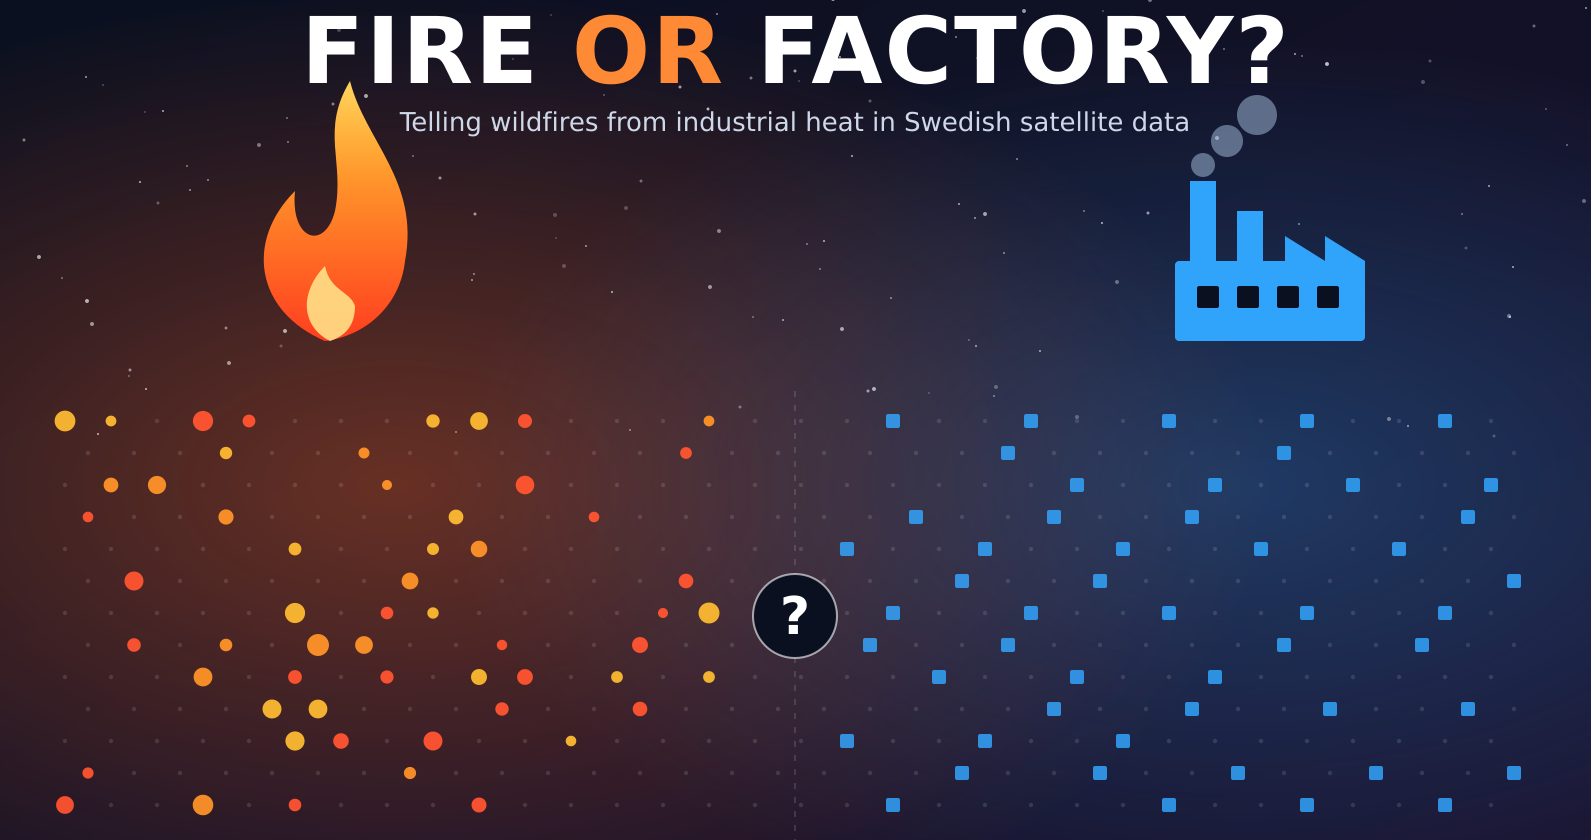 FIRE OR FACTORY?
Telling wildfires from industrial heat in Swedish satellite data
?